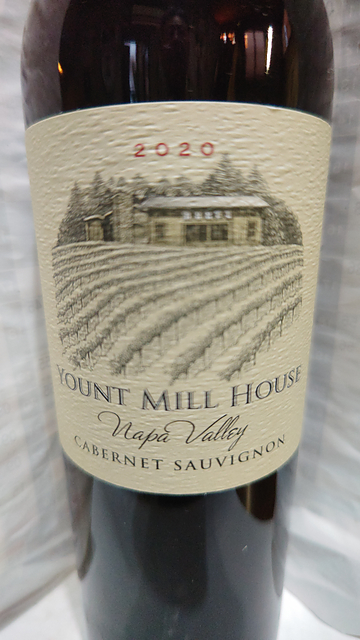 2020
YOUNT MILL HOUSE
Napa Valley
CABERNET SAUVIGNON